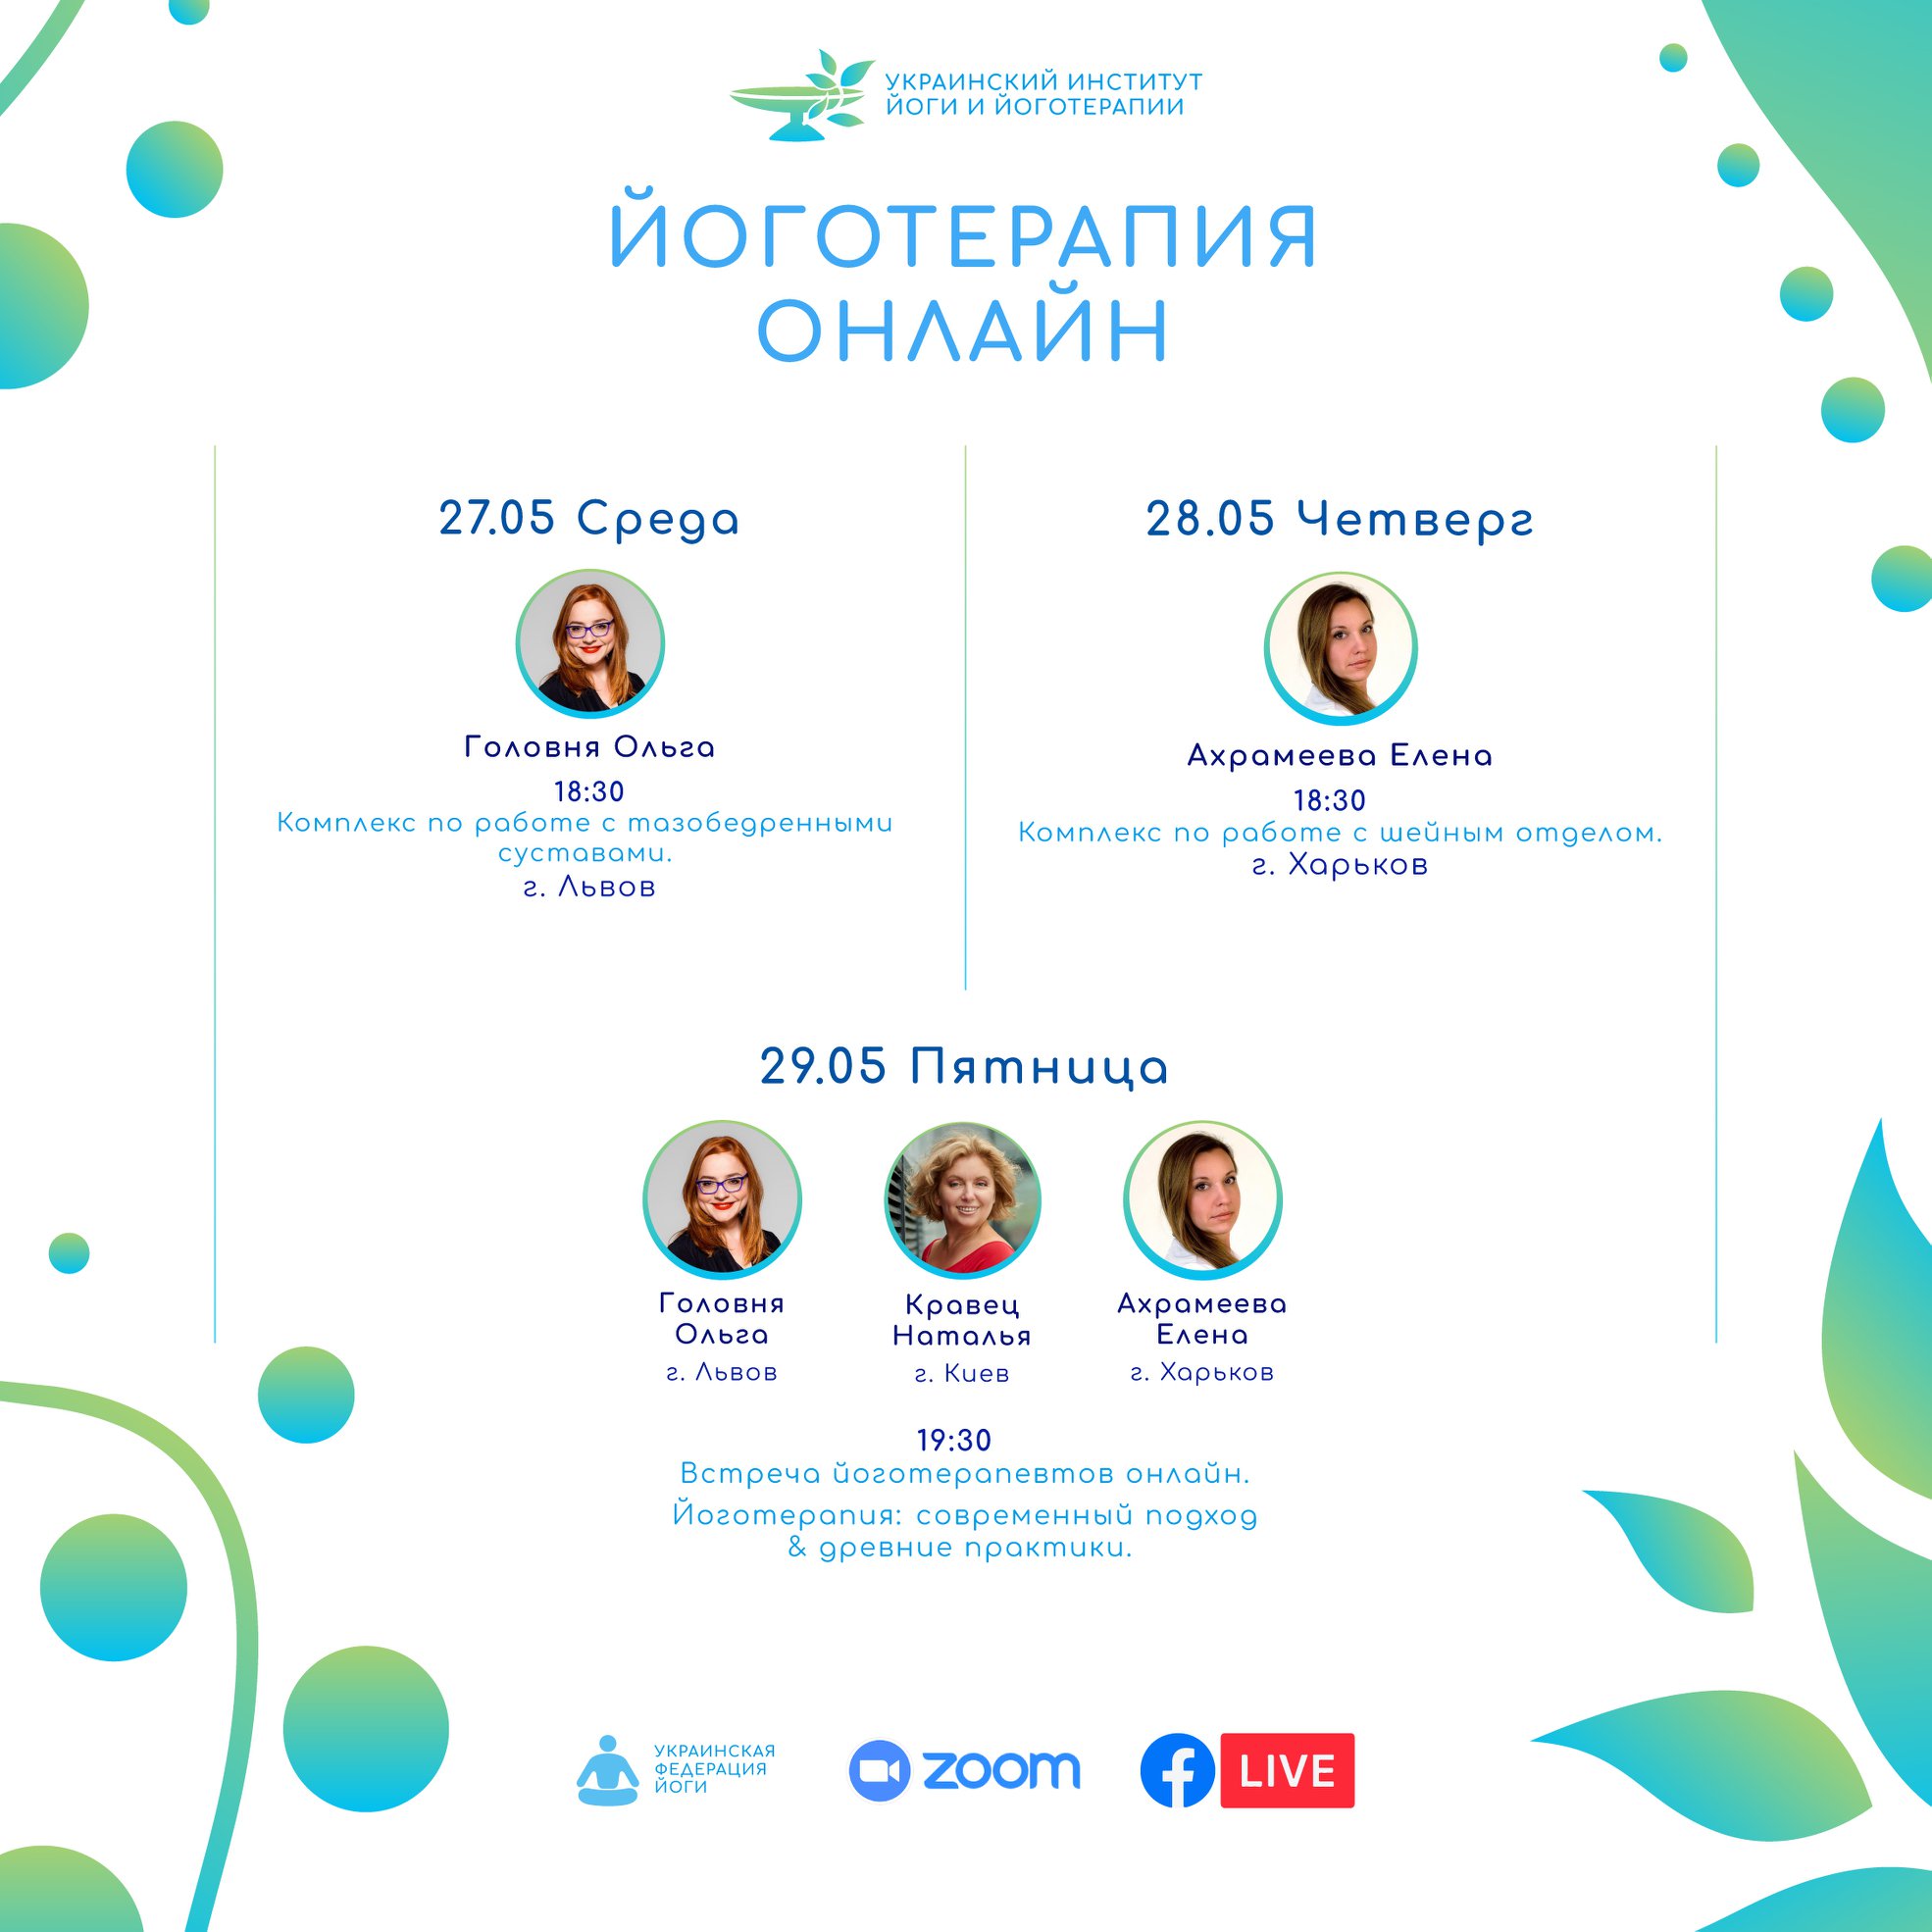 УКРАИНСКИЙ ИНСТИТУТ
ЙОГИ И ЙОГОТЕРАПИИ
ЙОГОТЕРАПИЯ
ОНЛАЙН
27.05 Среда
Головня Ольга
18:30
Комплекс по работе с тазобедренными
суставами.
г. Львов
28.05 Четверг
Ахрамеева Елена
18:30
Комплекс по работе с шейным отделом.
г. Харьков
29.05 Пятница
Головня
Ольга
г. Львов
Кравец
Наталья
г. Киев
Ахрамеева
Елена
г. Харьков
19:30
Встреча йоготерапевтов онлайн.
Йоготерапия: современный подход
& древние практики.
УКРАИНСКАЯ
ФЕДЕРАЦИЯ
ЙОГИ
zoom
f LIVE